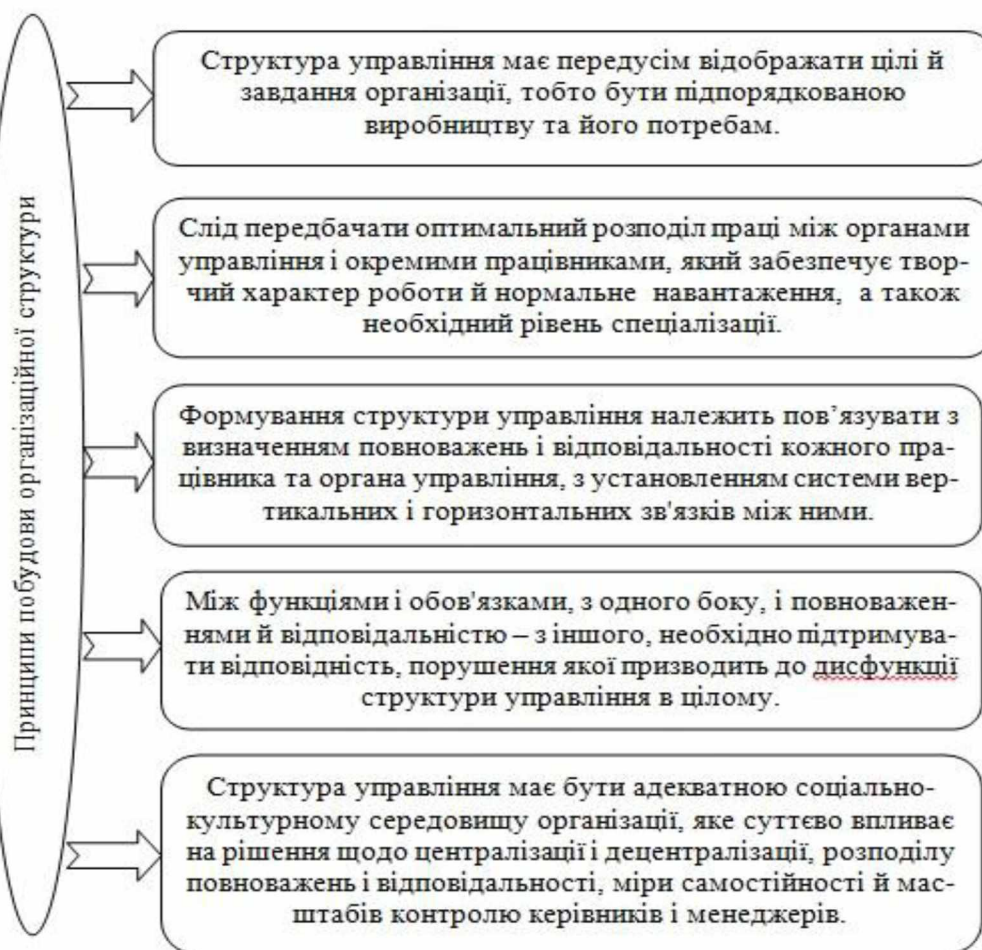 Принципи побудови організаційної структури
Структура управління має передусім відображати цілі й
завдання організації, тобто бути підпорядкованою
виробництву та його потребам.
Слід передбачати оптимальний розподіл праці між органами
управління і окремими працівниками, який забезпечує твор-
чий характер роботи й нормальне навантаження, а також
необхідний рівень спеціалізації.
Формування структури управління належить пов’язувати з
визначенням повноважень і відповідальності кожного пра-
цівника та органа управління, з установленням системи вер-
тикальних і горизонтальних зв'язків між ними.
Між функціями і обов'язками, з одного боку, і повноважен-
нями й відповідальністю – з іншого, необхідно підтримува-
ти відповідність, порушення якої призводить до дисфункції
структури управління в цілому.
Структура управління має бути адекватною соціально-
культурному середовищу організації, яке суттєво впливає
на рішення щодо централізації і децентралізації, розподілу
повноважень і відповідальності, міри самостійності й мас-
штабів контролю керівників і менеджерів.